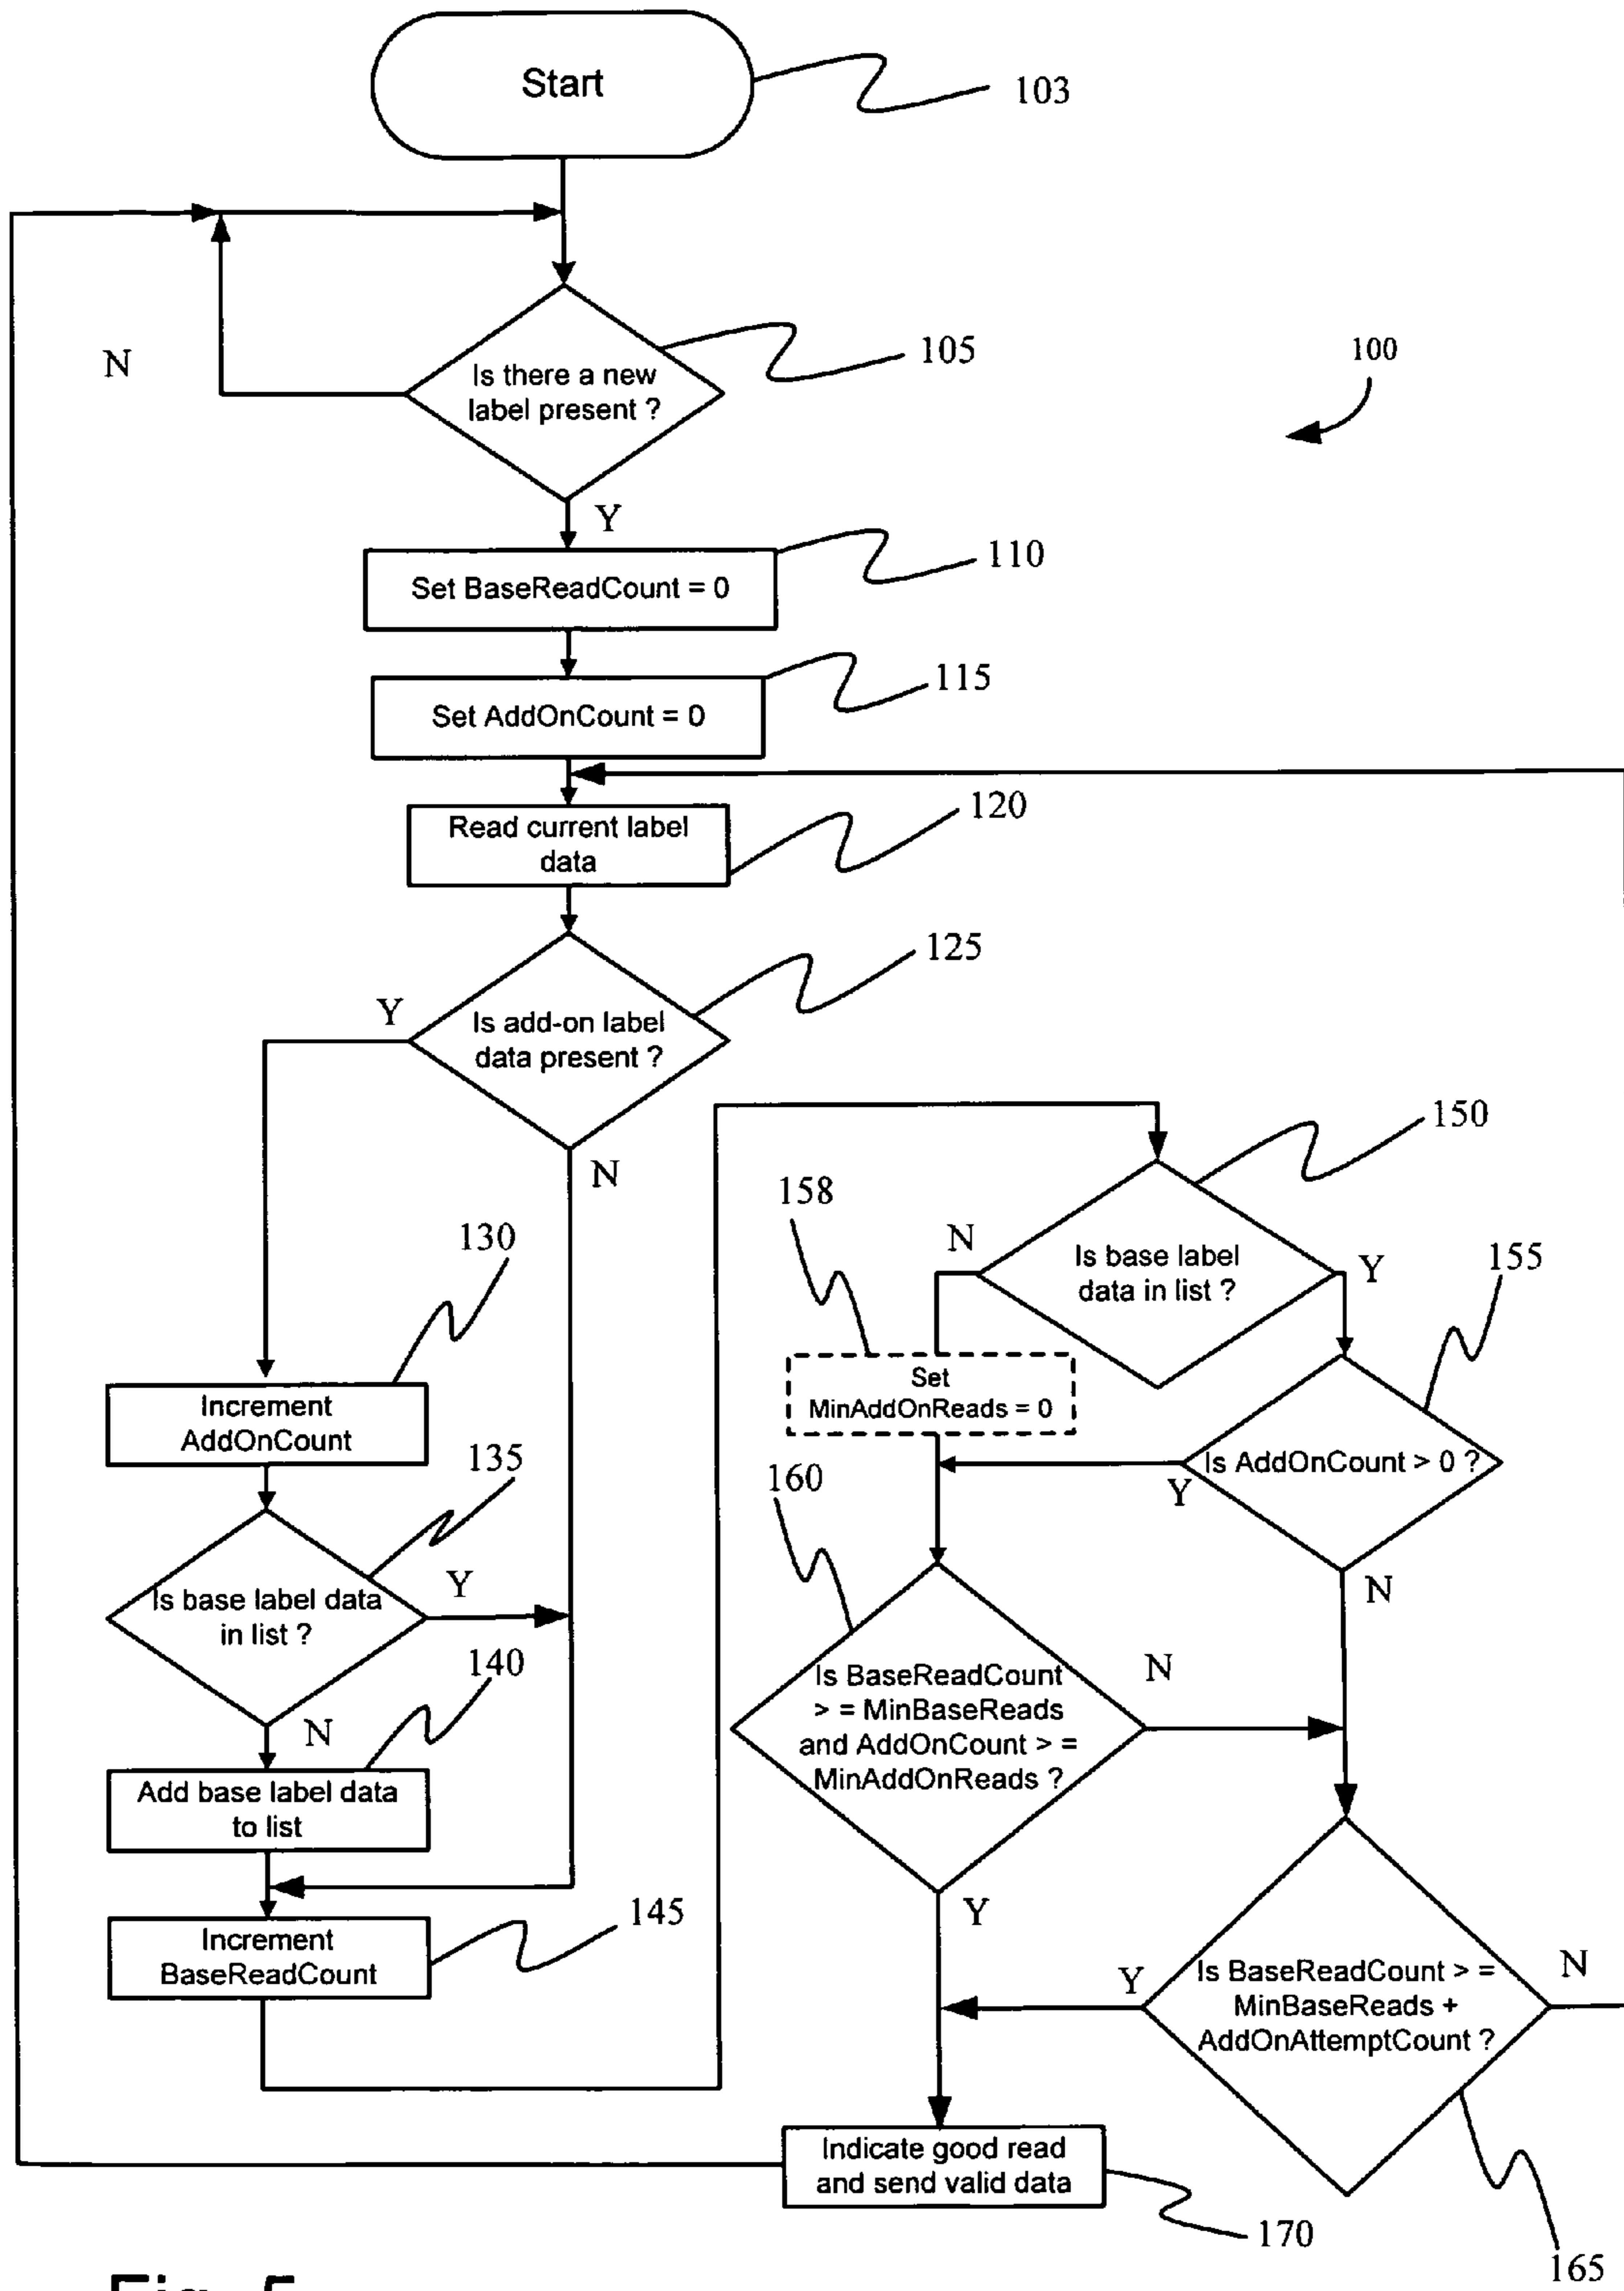 Start
103
N
Is there a new
label present ?
105
100
Y
Set BaseReadCount = 0
110
Set AddOnCount = 0
115
Read current label
data
120
Is add-on label
data present ?
125
Y
N
130
Increment
AddOnCount
135
Is base label data
in list ?
Y
140
N
Add base label data
to list
Increment
BaseReadCount
145
150
Is base label
data in list ?
N
Y
158
Set
MinAddOnReads = 0
155
Is AddOnCount > 0 ?
Y
N
160
Is BaseReadCount
> = MinBaseReads
and AddOnCount > =
MinAddOnReads ?
N
Y
Is BaseReadCount > =
MinBaseReads +
AddOnAttemptCount ?
Y
N
165
Indicate good read
and send valid data
170
Fig. 5